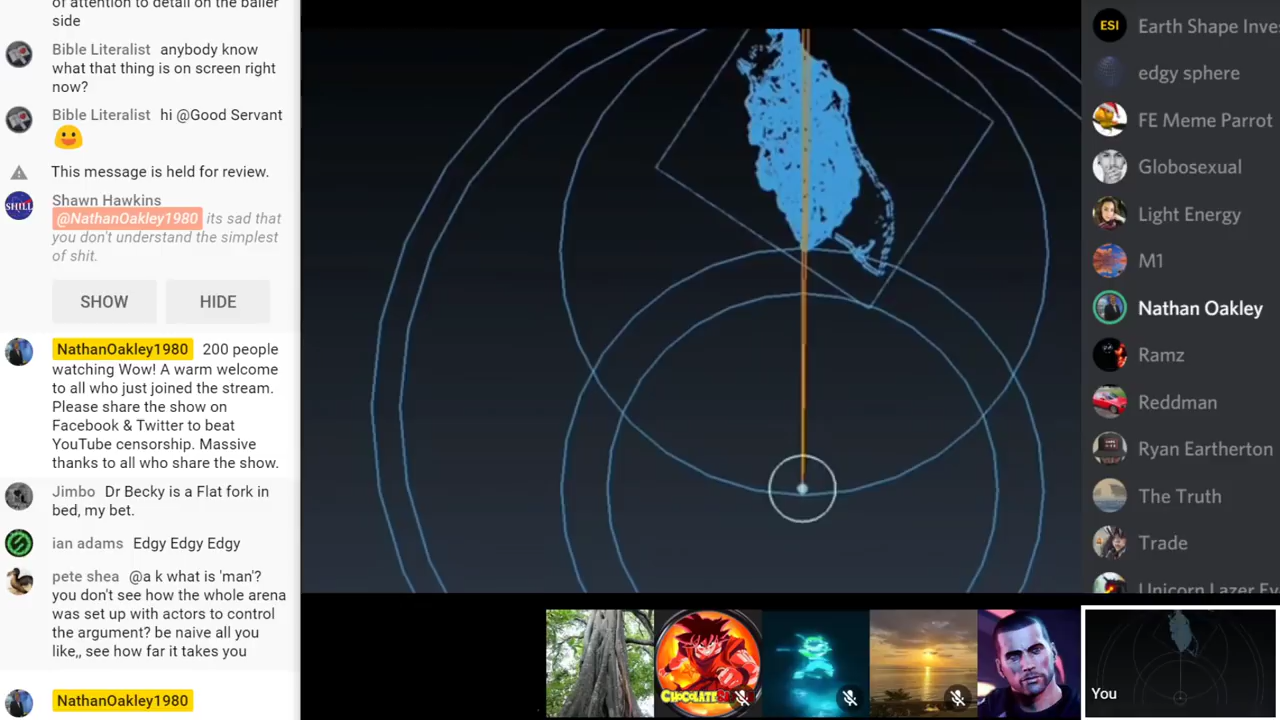 of attention to detail on the baller
side
Bible Literalist anybody know
what that thing is on screen right
now?
Bible Literalist hi @Good Servant
This message is held for review.
SHILL
Shawn Hawkins
@NathanOakley1980 its sad that
you don't understand the simplest
of shit.
SHOW HIDE
NathanOakley1980 200 people
watching Wow! A warm welcome
to all who just joined the stream.
Please share the show on
Facebook & Twitter to beat
YouTube censorship. Massive
thanks to all who share the show.
Jimbo Dr Becky is a Flat fork in
bed, my bet.
ian adams Edgy Edgy Edgy
pete shea @a k what is 'man'?
you don't see how the whole arena
was set up with actors to control
the argument? be naive all you
like,, see how far it takes you
NathanOakley1980
ESI Earth Shape Inve
edgy sphere
FE Meme Parrot
Globosexual
Light Energy
M1
Nathan Oakley
Ramz
Reddman
Ryan Eartherton
The Truth
Trade
Unicorn Lazer Ey
You